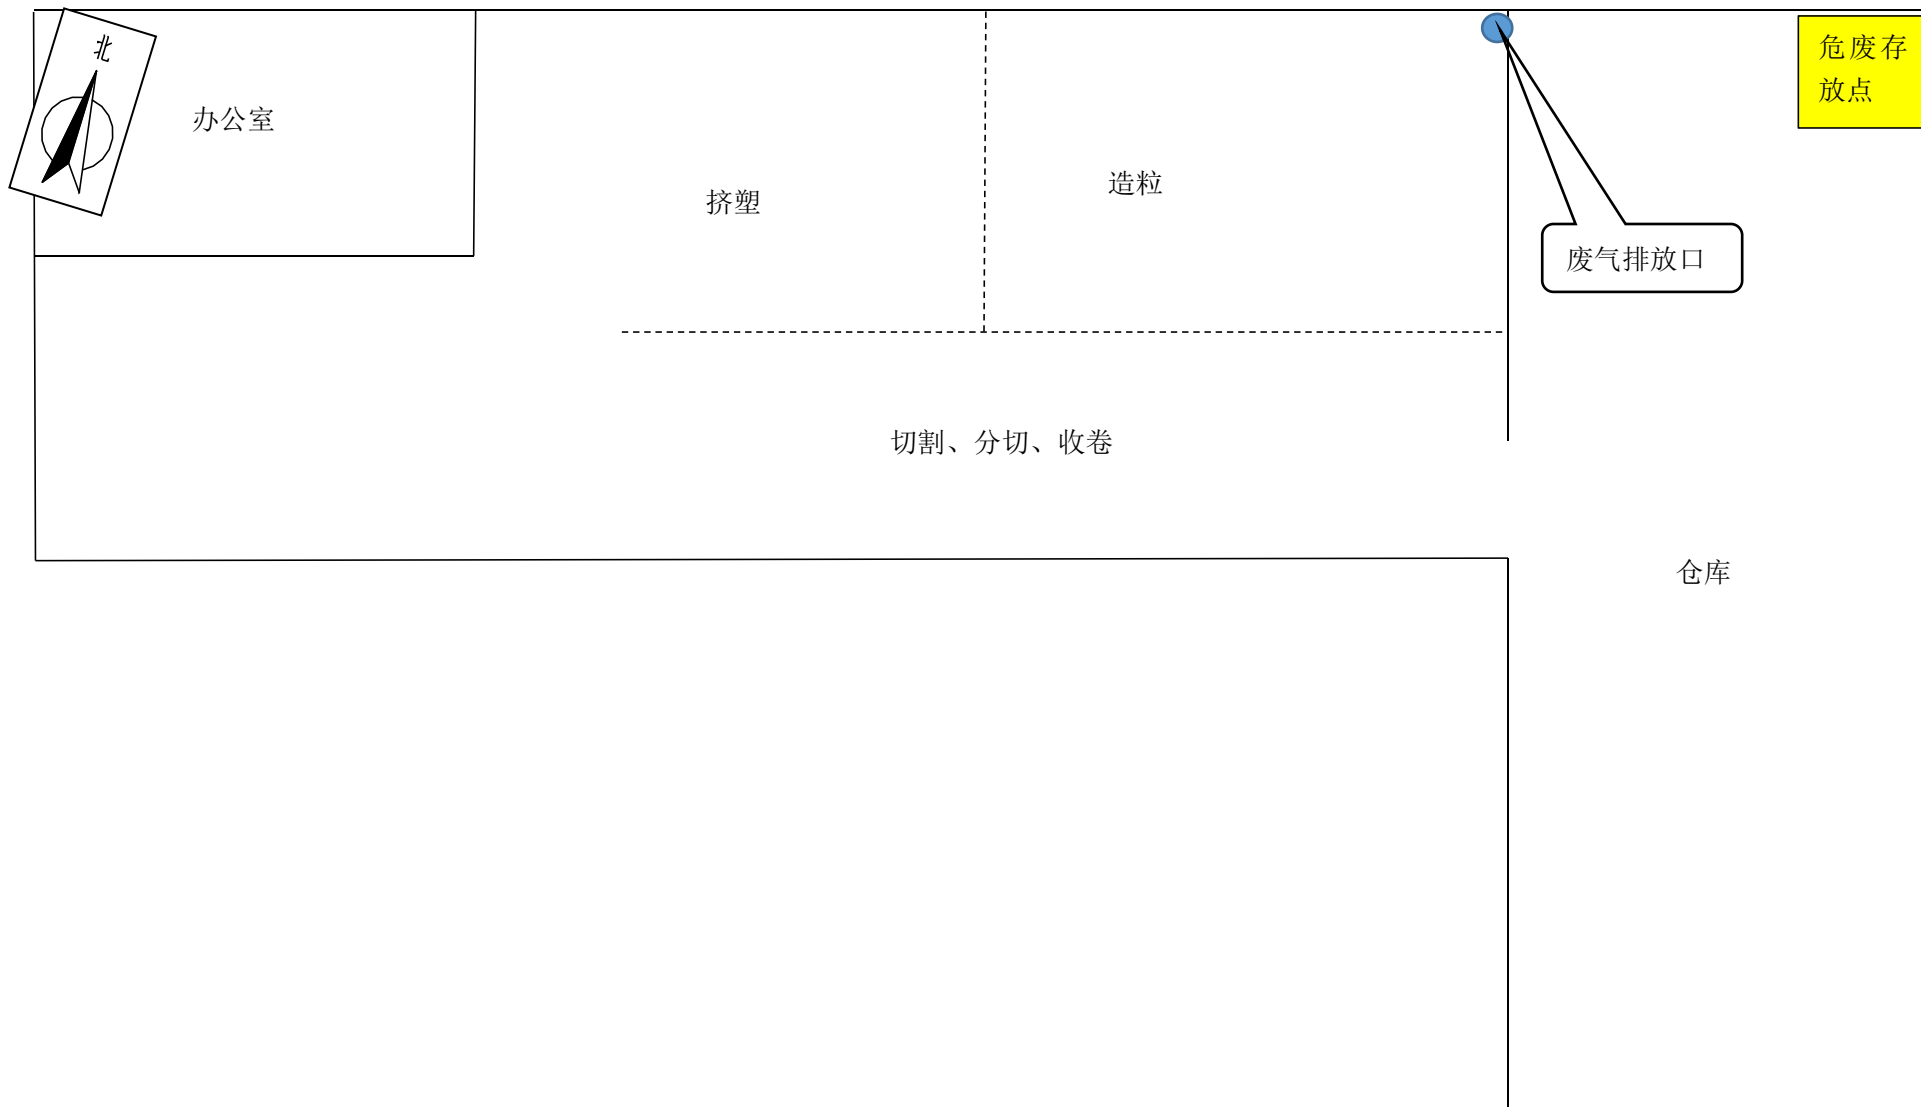 北
办公室
挤塑
造粒
危废存
放点
废气排放口
切割、分切、收卷
仓库